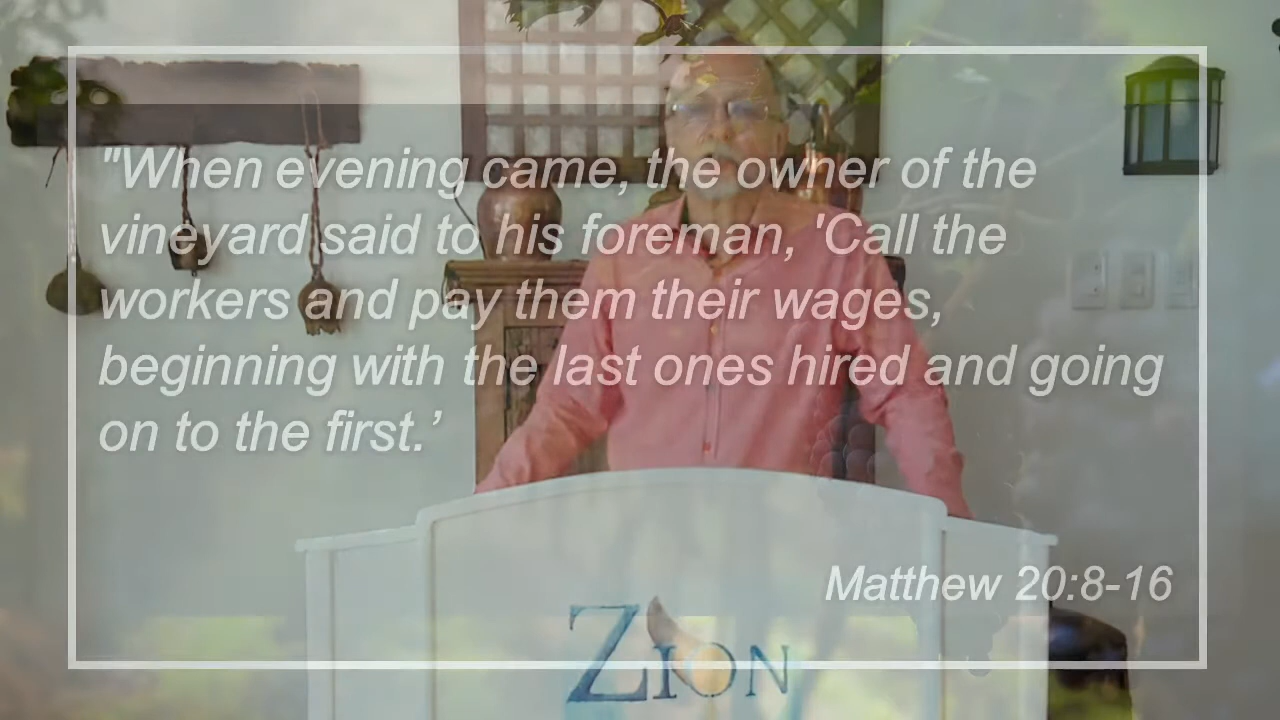 "When evening came, the owner of the
vineyard said to his foreman, 'Call the
workers and pay them their wages,
beginning with the last ones hired and going
on to the first.’
Matthew 20:8-16
ZION